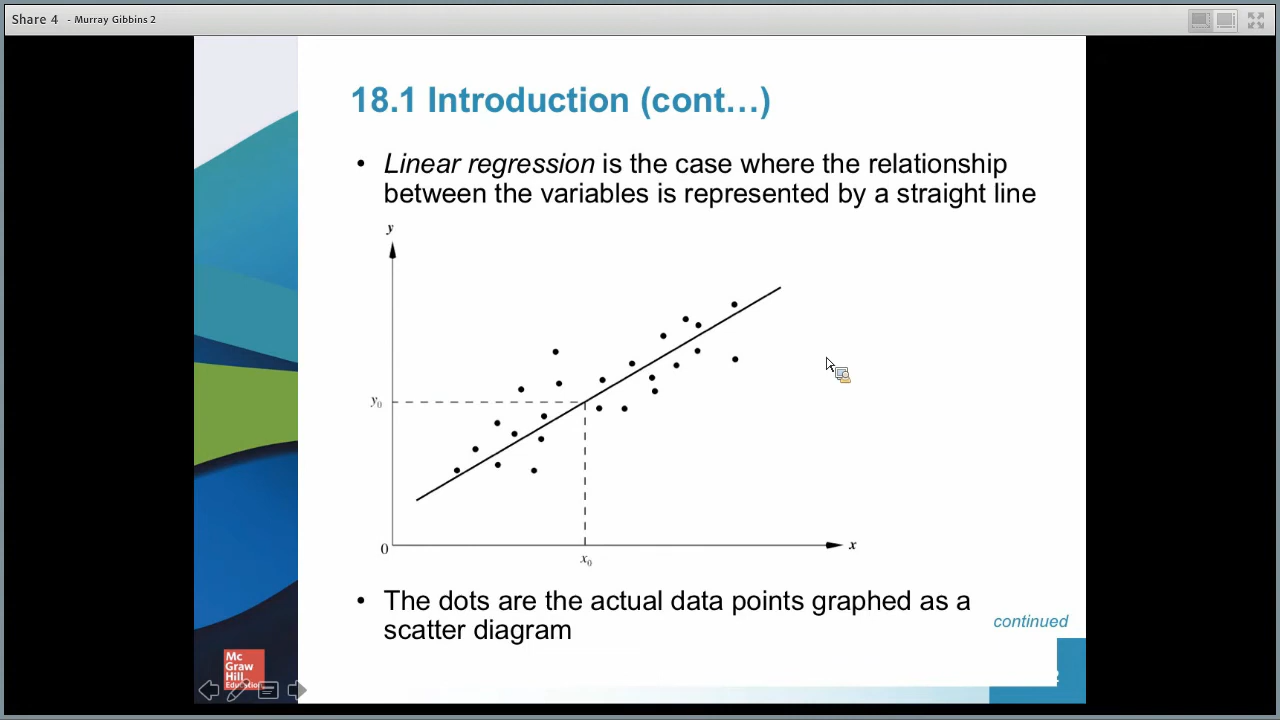 Share 4 - Murray Gibbins 2
18.1 Introduction (cont…)
• Linear regression is the case where the relationship
between the variables is represented by a straight line
y
y₀
0
x₀
x
• The dots are the actual data points graphed as a
scatter diagram
continued
Mc
Graw
Hill
Education